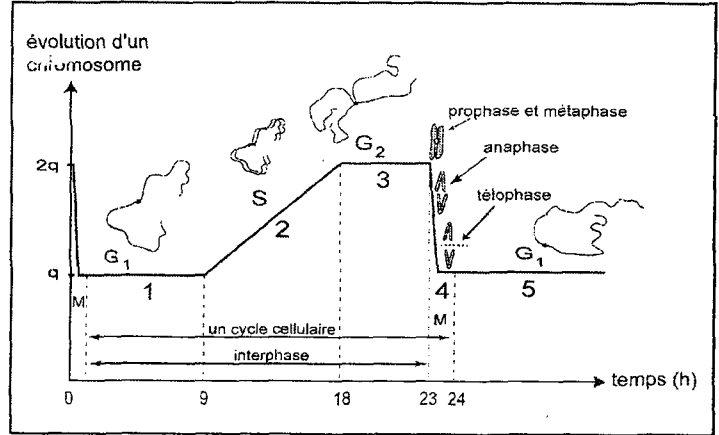 évolution d'un
chromosome
prophase et métaphase
G₂
anaphase
2q
3
S
télophase
2
G₁
G₁
q
1
4
5
M
M
un cycle cellulaire
interphase
temps (h)
0 9 18 23 24